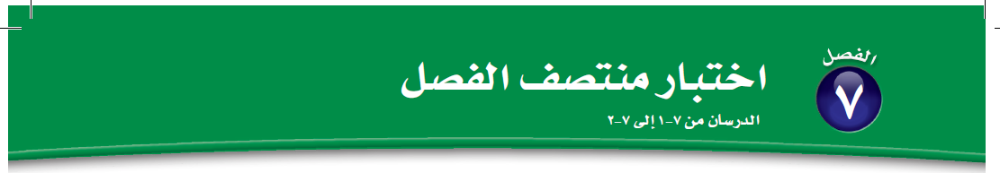 الفصل
٧
اختبار منتصف الفصل
الدرسان من ٧-١ إلى ٧-٢